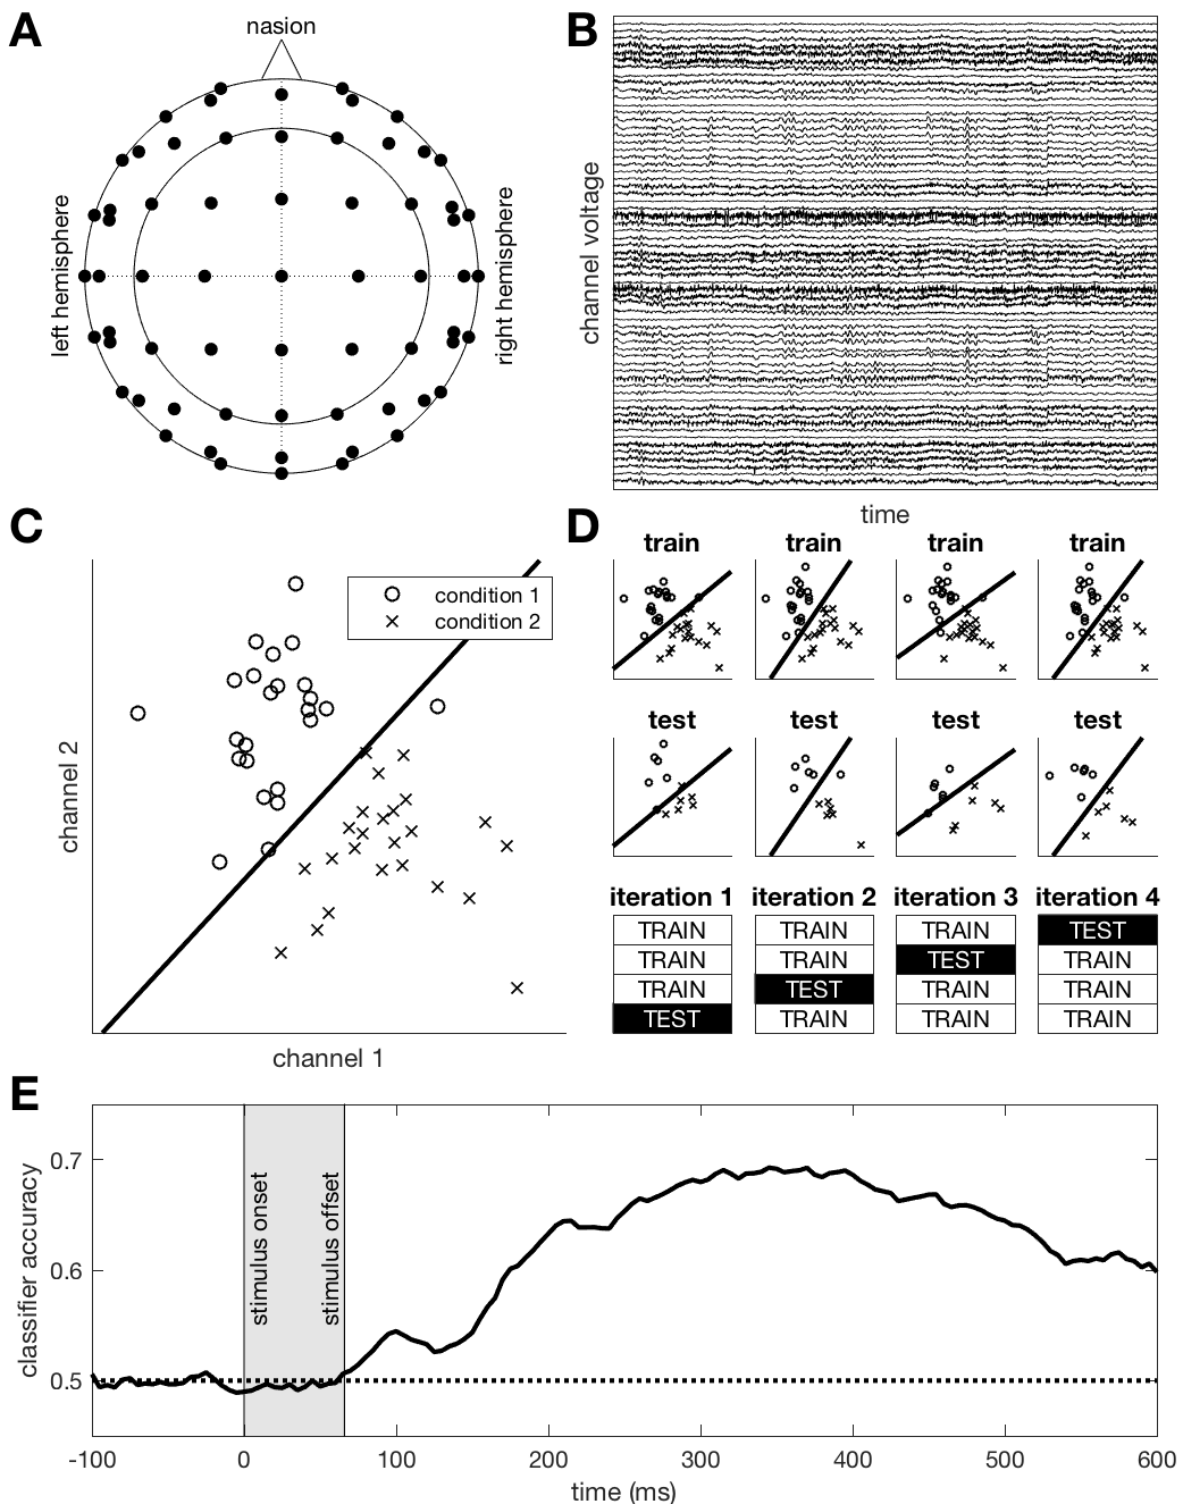 A
nasion
left hemisphere
right hemisphere
B
channel voltage
time
C
condition 1
condition 2
channel 2
channel 1
D
train train train train
test test test test
iteration 1 iteration 2 iteration 3 iteration 4
TRAIN TRAIN TRAIN TEST
TRAIN TRAIN TEST TRAIN
TRAIN TEST TRAIN TRAIN
TEST TRAIN TRAIN TRAIN
E
classifier accuracy
0.7
0.6
0.5
stimulus onset
stimulus offset
-100 0 100 200 300 400 500 600
time (ms)